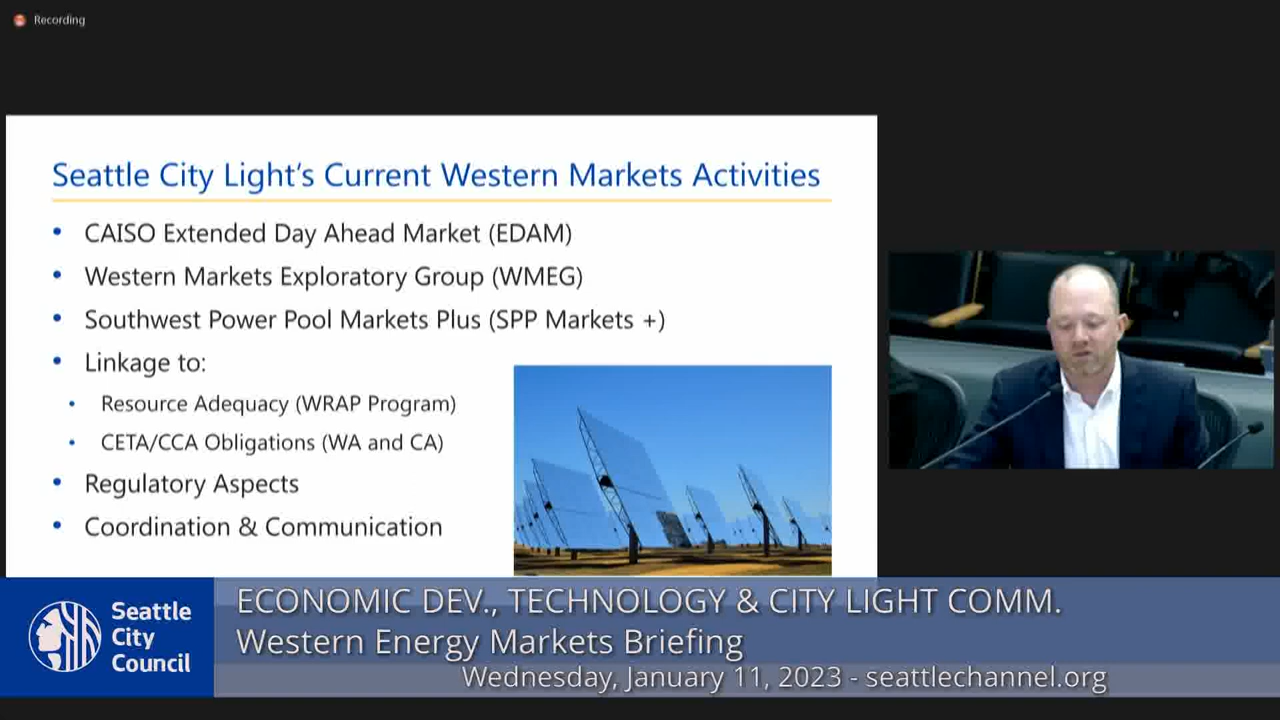 Recording
Seattle City Light's Current Western Markets Activities
• CAISO Extended Day Ahead Market (EDAM)
• Western Markets Exploratory Group (WMEG)
• Southwest Power Pool Markets Plus (SPP Markets +)
• Linkage to:
• Resource Adequacy (WRAP Program)
• CETA/CCA Obligations (WA and CA)
• Regulatory Aspects
• Coordination & Communication
Seattle
City
Council
ECONOMIC DEV., TECHNOLOGY & CITY LIGHT COMM.
Western Energy Markets Briefing
Wednesday, January 11, 2023 - seattlechannel.org